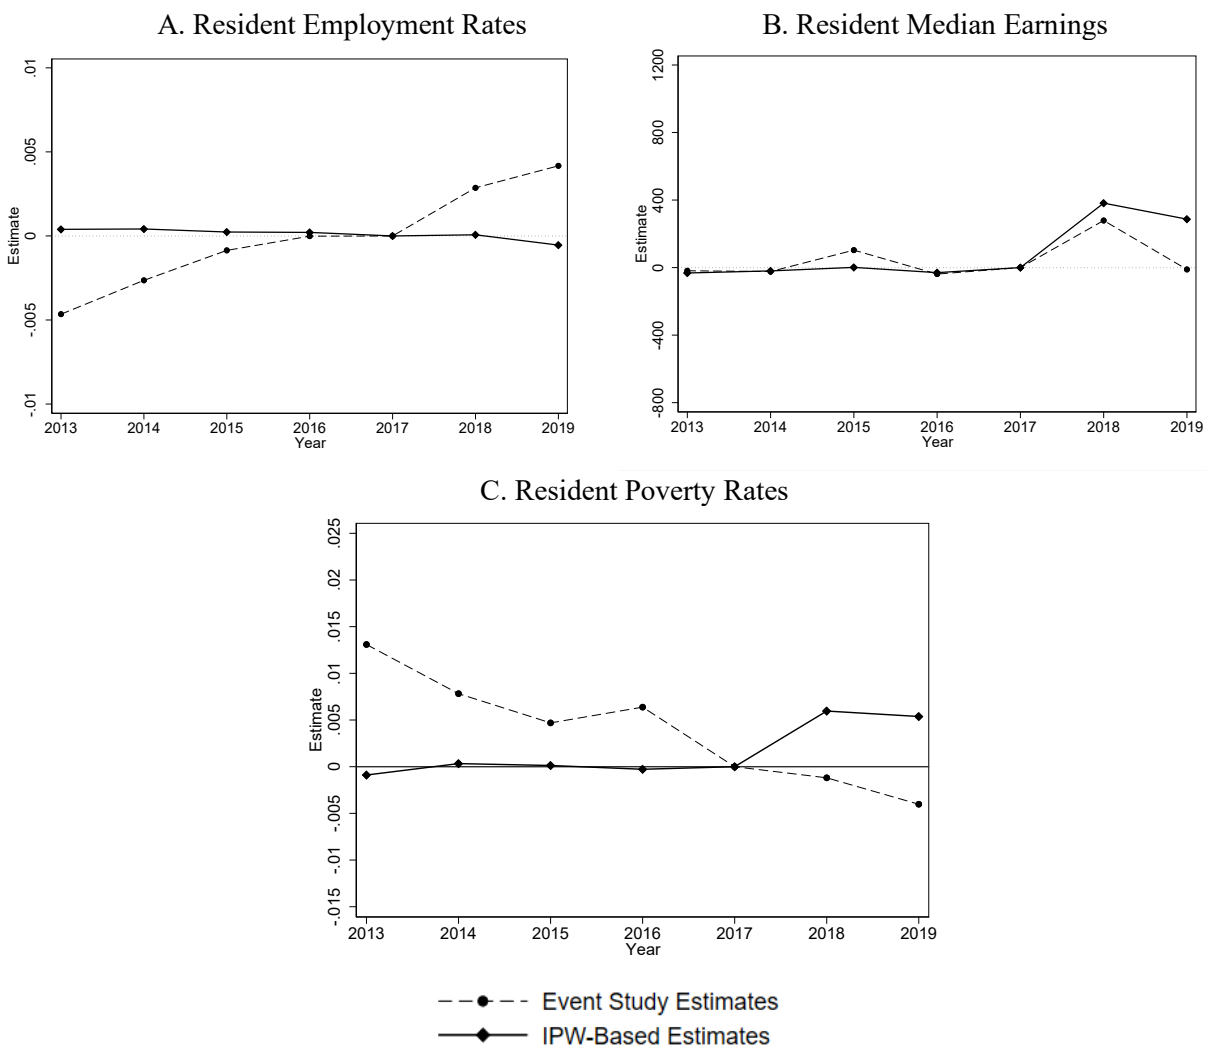 A. Resident Employment Rates
.01
.005
0
-.005
-.01
Estimate
2013 2014 2015 2016 2017 2018 2019
Year
B. Resident Median Earnings
1200
800
400
0
-400
-800
Estimate
2013 2014 2015 2016 2017 2018 2019
Year
C. Resident Poverty Rates
.025
.02
.015
.01
.005
0
-.005
-.01
-.015
Estimate
2013 2014 2015 2016 2017 2018 2019
Year
Event Study Estimates
IPW-Based Estimates